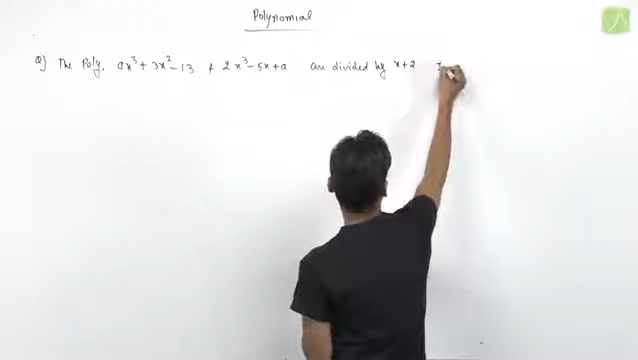 Polynomial
Q) The Poly. ax³ + 3x² - 13 & 2x³ - 5x + a are divided by x+2